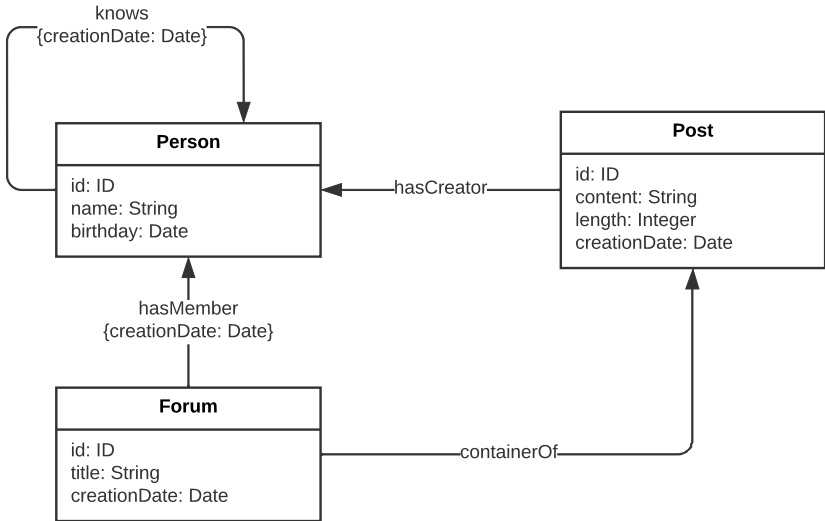 knows
{creationDate: Date}
Person
id: ID
name: String
birthday: Date
Post
id: ID
content: String
length: Integer
creationDate: Date
hasCreator
hasMember
{creationDate: Date}
Forum
id: ID
title: String
creationDate: Date
containerOf